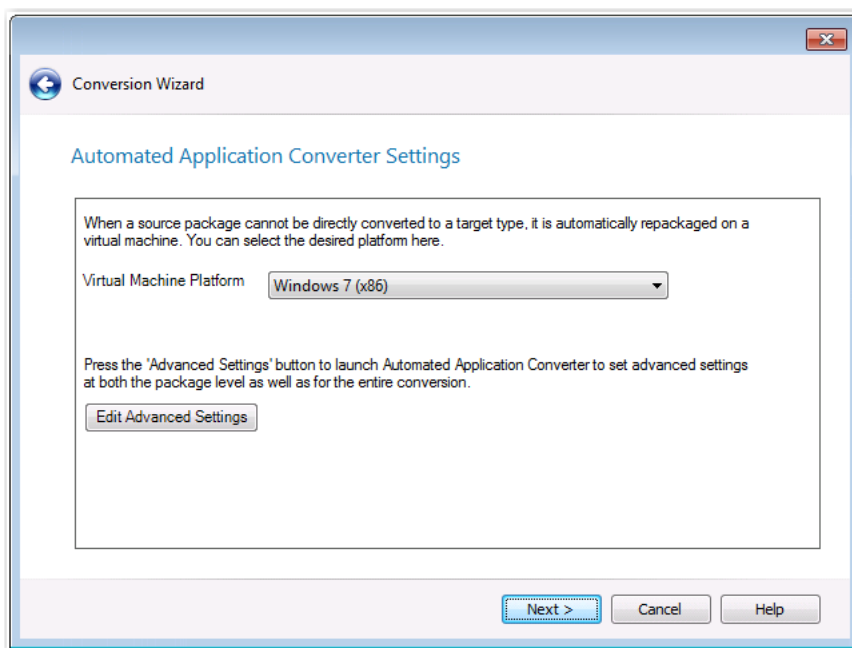 Conversion Wizard
Automated Application Converter Settings
When a source package cannot be directly converted to a target type, it is automatically repackaged on a
virtual machine. You can select the desired platform here.
Virtual Machine Platform
Windows 7 (x86)
Press the 'Advanced Settings' button to launch Automated Application Converter to set advanced settings
at both the package level as well as for the entire conversion.
Edit Advanced Settings
Next >
Cancel
Help